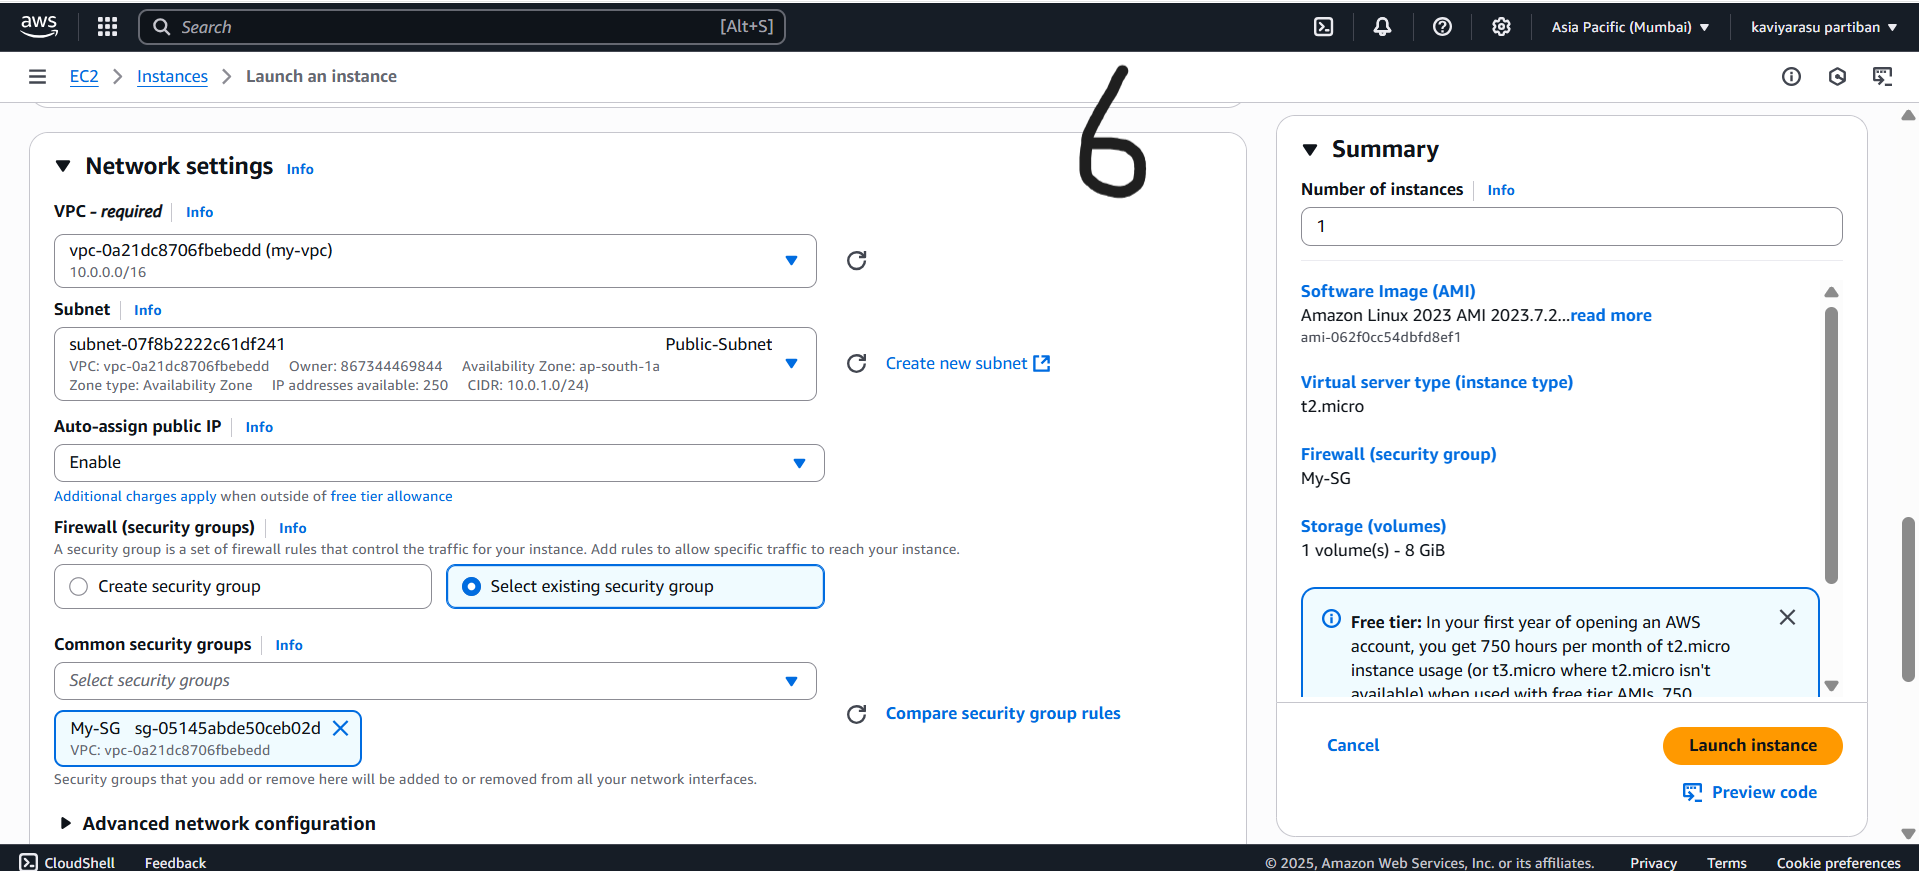 aws
Search
[Alt+S]
Asia Pacific (Mumbai)
kaviyarasu partiban
EC2
Instances
Launch an instance
6
Network settings
Info
VPC - required
Info
vpc-0a21dc8706fbebedd (my-vpc)
10.0.0.0/16
Subnet
Info
subnet-07f8b2222c61df241
Public-Subnet
VPC: vpc-0a21dc8706fbebedd Owner: 867344469844 Availability Zone: ap-south-1a
Zone type: Availability Zone IP addresses available: 250 CIDR: 10.0.1.0/24)
Create new subnet
Auto-assign public IP
Info
Enable
Additional charges apply when outside of free tier allowance
Firewall (security groups)
Info
A security group is a set of firewall rules that control the traffic for your instance. Add rules to allow specific traffic to reach your instance.
Create security group
Select existing security group
Common security groups
Info
Select security groups
My-SG sg-05145abde50ceb02d
VPC: vpc-0a21dc8706fbebedd
Compare security group rules
Security groups that you add or remove here will be added to or removed from all your network interfaces.
Advanced network configuration
Summary
Number of instances
Info
1
Software Image (AMI)
Amazon Linux 2023 AMI 2023.7.2...read more
ami-062f0cc54dbfd8ef1
Virtual server type (instance type)
t2.micro
Firewall (security group)
My-SG
Storage (volumes)
1 volume(s) - 8 GiB
Free tier: In your first year of opening an AWS
account, you get 750 hours per month of t2.micro
instance usage (or t3.micro where t2.micro isn't
available) when used with free tier AMIs, 750
Cancel
Launch instance
Preview code
CloudShell
Feedback
© 2025, Amazon Web Services, Inc. or its affiliates.
Privacy
Terms
Cookie preferences